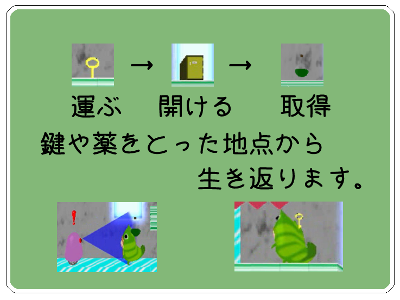 → →
運ぶ 開ける 取得
鍵や薬をとった地点から
生き返ります。
! ?